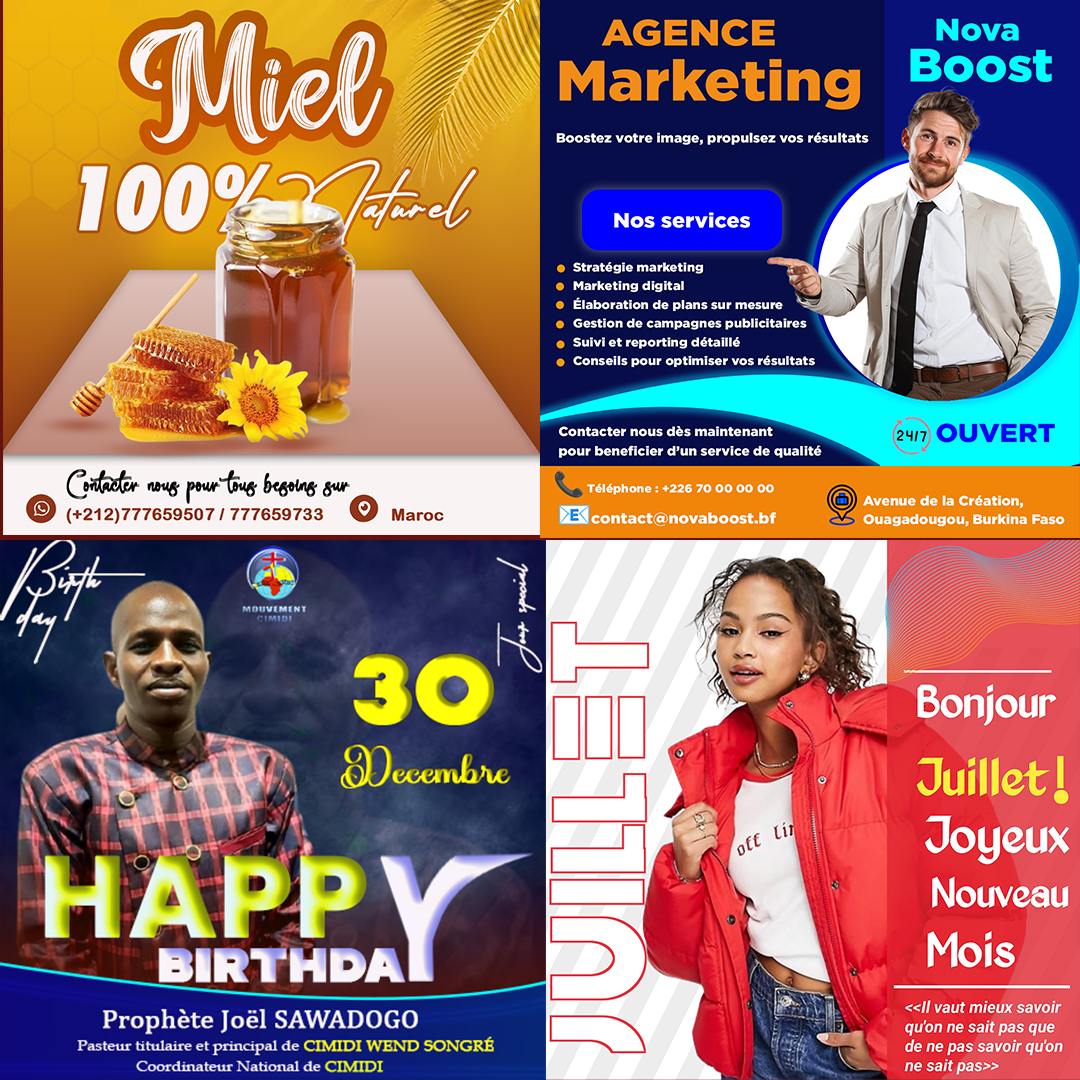 Miel
100% Naturel
Contacter nous pour tous besoins sur
(+212)777659507 / 777659733
Maroc
AGENCE
Marketing
Nova
Boost
Boostez votre image, propulsez vos résultats
Nos services
Stratégie marketing
Marketing digital
Élaboration de plans sur mesure
Gestion de campagnes publicitaires
Suivi et reporting détaillé
Conseils pour optimiser vos résultats
Contacter nous dès maintenant
pour beneficier d'un service de qualité
24/7 OUVERT
Téléphone : +226 70 00 00 00
contact@novaboost.bf
Avenue de la Création,
Ouagadougou, Burkina Faso
Birth
day
MOUVEMENT
CIMIDI
Jour special
30
Decembre
HAPPY
BIRTHDAY
Prophète Joël SAWADOGO
Pasteur titulaire et principal de CIMIDI WEND SONGRÉ
Coordinateur National de CIMIDI
JUILLET
off lin
Bonjour
Juillet!
Joyeux
Nouveau
Mois
<<Il vaut mieux savoir
qu'on ne sait pas que
de ne pas savoir qu'on
ne sait pas>>